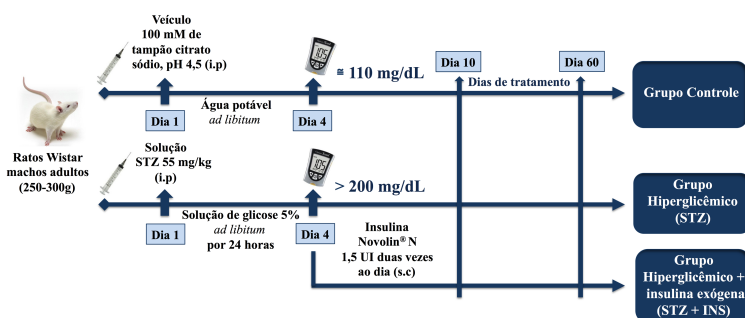 Veículo
100 mM de
tampão citrato
sódio, pH 4,5 (i.p)
105
≅ 110 mg/dL
Dia 10
Dia 60
Dias de tratamento
Grupo Controle
Dia 1
Água potável
ad libitum
Dia 4
Ratos Wistar
machos adultos
(250-300g)
Solução
STZ 55 mg/kg
(i.p)
105
> 200 mg/dL
Grupo
Hiperglicêmico
(STZ)
Dia 1
Solução de glicose 5%
ad libitum
por 24 horas
Dia 4
Insulina
Novolin® N
1,5 UI duas vezes
ao dia (s.c)
Grupo
Hiperglicêmico +
insulina exógena
(STZ + INS)